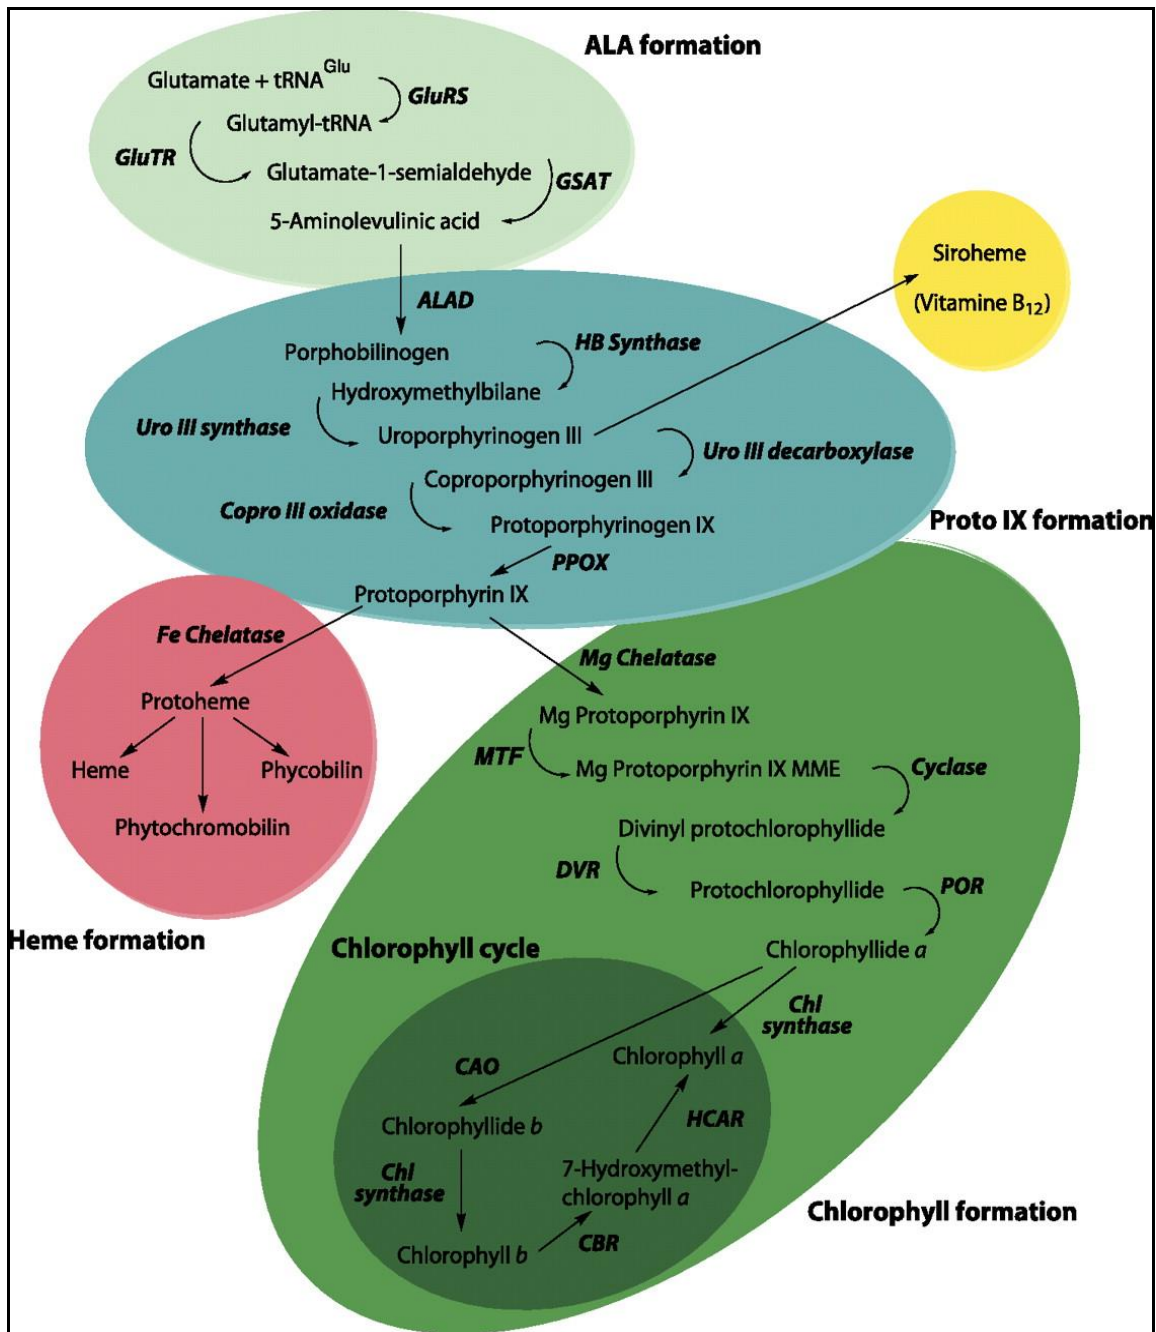 ALA formation
Glutamate + tRNA^Glu
GluRS
Glutamyl-tRNA
GluTR
Glutamate-1-semialdehyde
GSAT
5-Aminolevulinic acid
Siroheme
(Vitamine B₁₂)
ALAD
Porphobilinogen
HB Synthase
Hydroxymethylbilane
Uro III synthase
Uroporphyrinogen III
Uro III decarboxylase
Coproporphyrinogen III
Copro III oxidase
Protoporphyrinogen IX
Proto IX formation
PPOX
Protoporphyrin IX
Fe Chelatase
Mg Chelatase
Protoheme
Mg Protoporphyrin IX
MTF
Heme
Phycobilin
Mg Protoporphyrin IX MME
Cyclase
Phytochromobilin
Divinyl protochlorophyllide
DVR
Protochlorophyllide
POR
Heme formation
Chlorophyll cycle
Chlorophyllide a
Chl
synthase
CAO
Chlorophyll a
Chlorophyllide b
HCAR
Chl
synthase
7-Hydroxymethyl-
chlorophyll a
Chlorophyll formation
Chlorophyll b
CBR